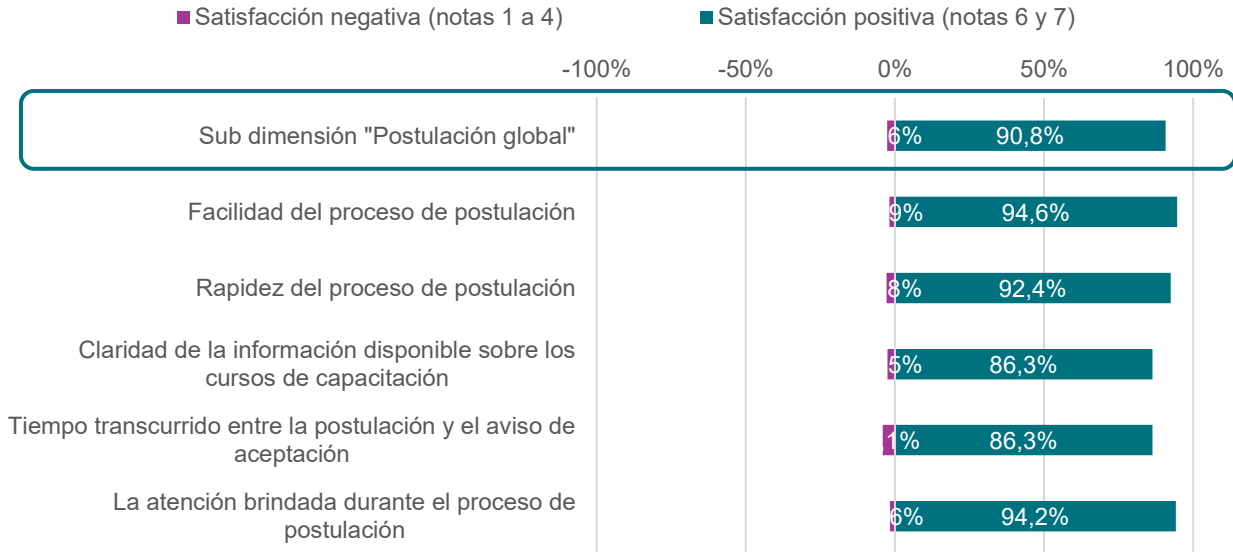 Satisfacción negativa (notas 1 a 4) Satisfacción positiva (notas 6 y 7)
-100% -50% 0% 50% 100%
Sub dimensión "Postulación global" 6% 90,8%
Facilidad del proceso de postulación 9% 94,6%
Rapidez del proceso de postulación 8% 92,4%
Claridad de la información disponible sobre los
cursos de capacitación 5% 86,3%
Tiempo transcurrido entre la postulación y el aviso de
aceptación 1% 86,3%
La atención brindada durante el proceso de
postulación 6% 94,2%